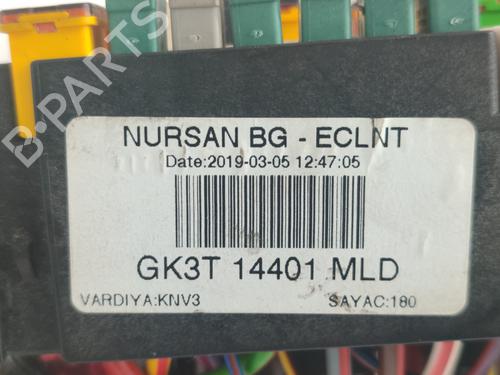 NURSAN BG - ECLNT
Date:2019-03-05 12:47:05
GK3T 14401 MLD
VARDIYA:KNV3 SAYAC:180
B-PARTS